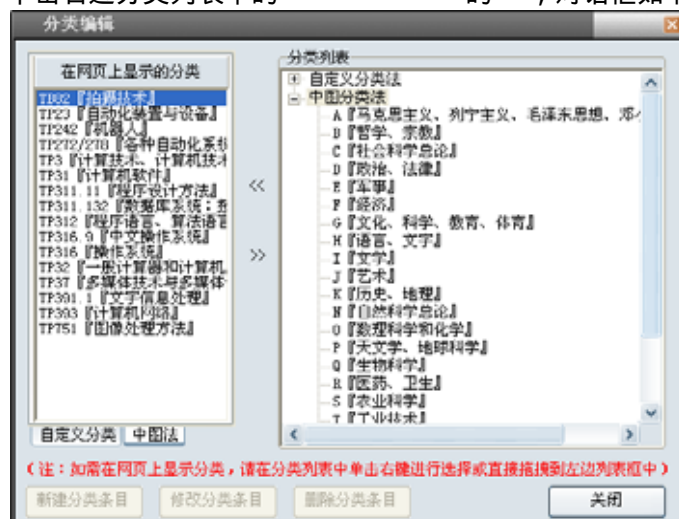 分类编辑
在网页上显示的分类
TB82『拍摄技术』
TP23『自动化装置与设备』
TP242『机器人』
TP272/278『各种自动化系统
TP3『计算技术、计算机技术
TP31『计算机软件』
TP311.11『程序设计方法』
TP311.132『数据库系统：
TP312『程序语言、算法语言
TP316.9『中文操作系统』
TP316『操作系统』
TP32『一般计算器和计算机
TP37『多媒体技术与多媒体
TP391.1『文字信息处理』
TP393『计算机网络』
TP751『图像处理方法』
自定义分类 中图法
<<
>>
分类列表
自定义分类法
中图分类法
A『马克思主义、列宁主义、毛泽东思想、邓
B『哲学、宗教』
C『社会科学总论』
D『政治、法律』
E『军事』
F『经济』
G『文化、科学、教育、体育』
H『语言、文字』
I『文学』
J『艺术』
K『历史、地理』
N『自然科学总论』
O『数理科学和化学』
P『天文学、地球科学』
Q『生物科学』
R『医药、卫生』
S『农业科学』
T『工业技术』
(注：如需在网页上显示分类，请在分类列表中单击右键进行选择或直接拖拽到左边列表框中)
新建分类条目 修改分类条目 删除分类条目 关闭